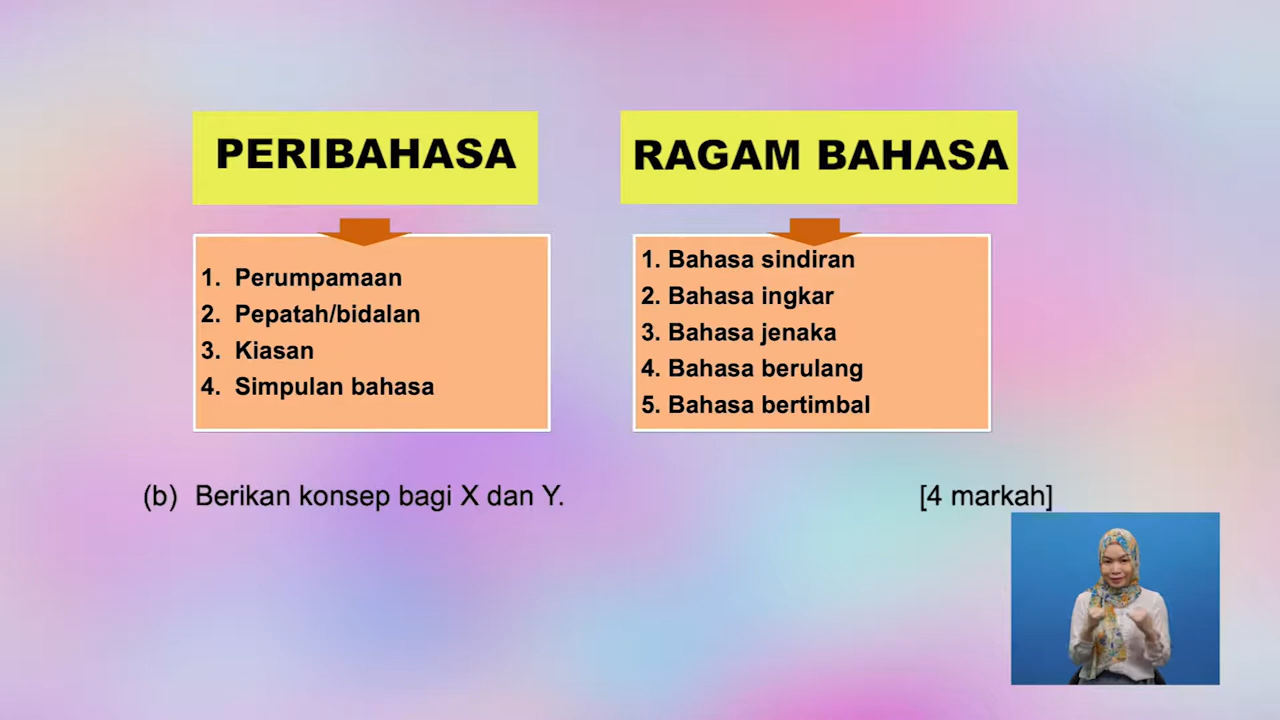 PERIBAHASA
1. Perumpamaan
2. Pepatah/bidalan
3. Kiasan
4. Simpulan bahasa
RAGAM BAHASA
1. Bahasa sindiran
2. Bahasa ingkar
3. Bahasa jenaka
4. Bahasa berulang
5. Bahasa bertimbal
(b) Berikan konsep bagi X dan Y. [4 markah]